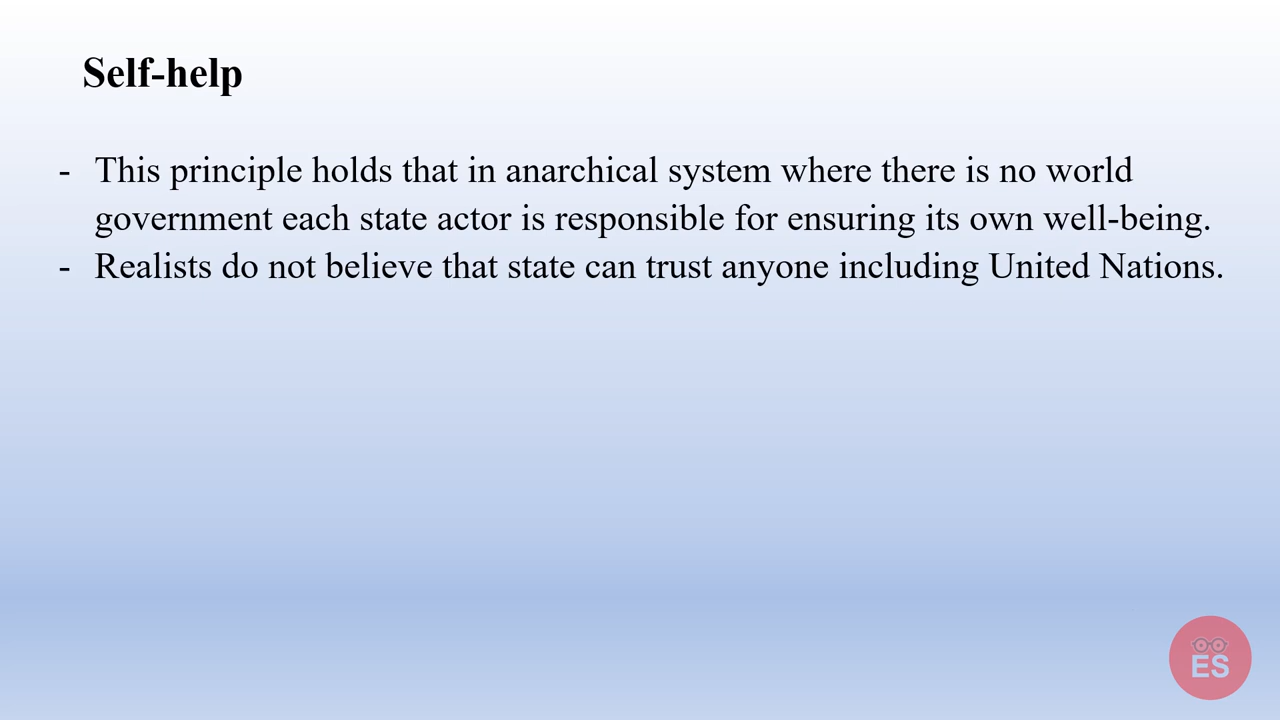 Self-help
- This principle holds that in anarchical system where there is no world
government each state actor is responsible for ensuring its own well-being.
- Realists do not believe that state can trust anyone including United Nations.
ES